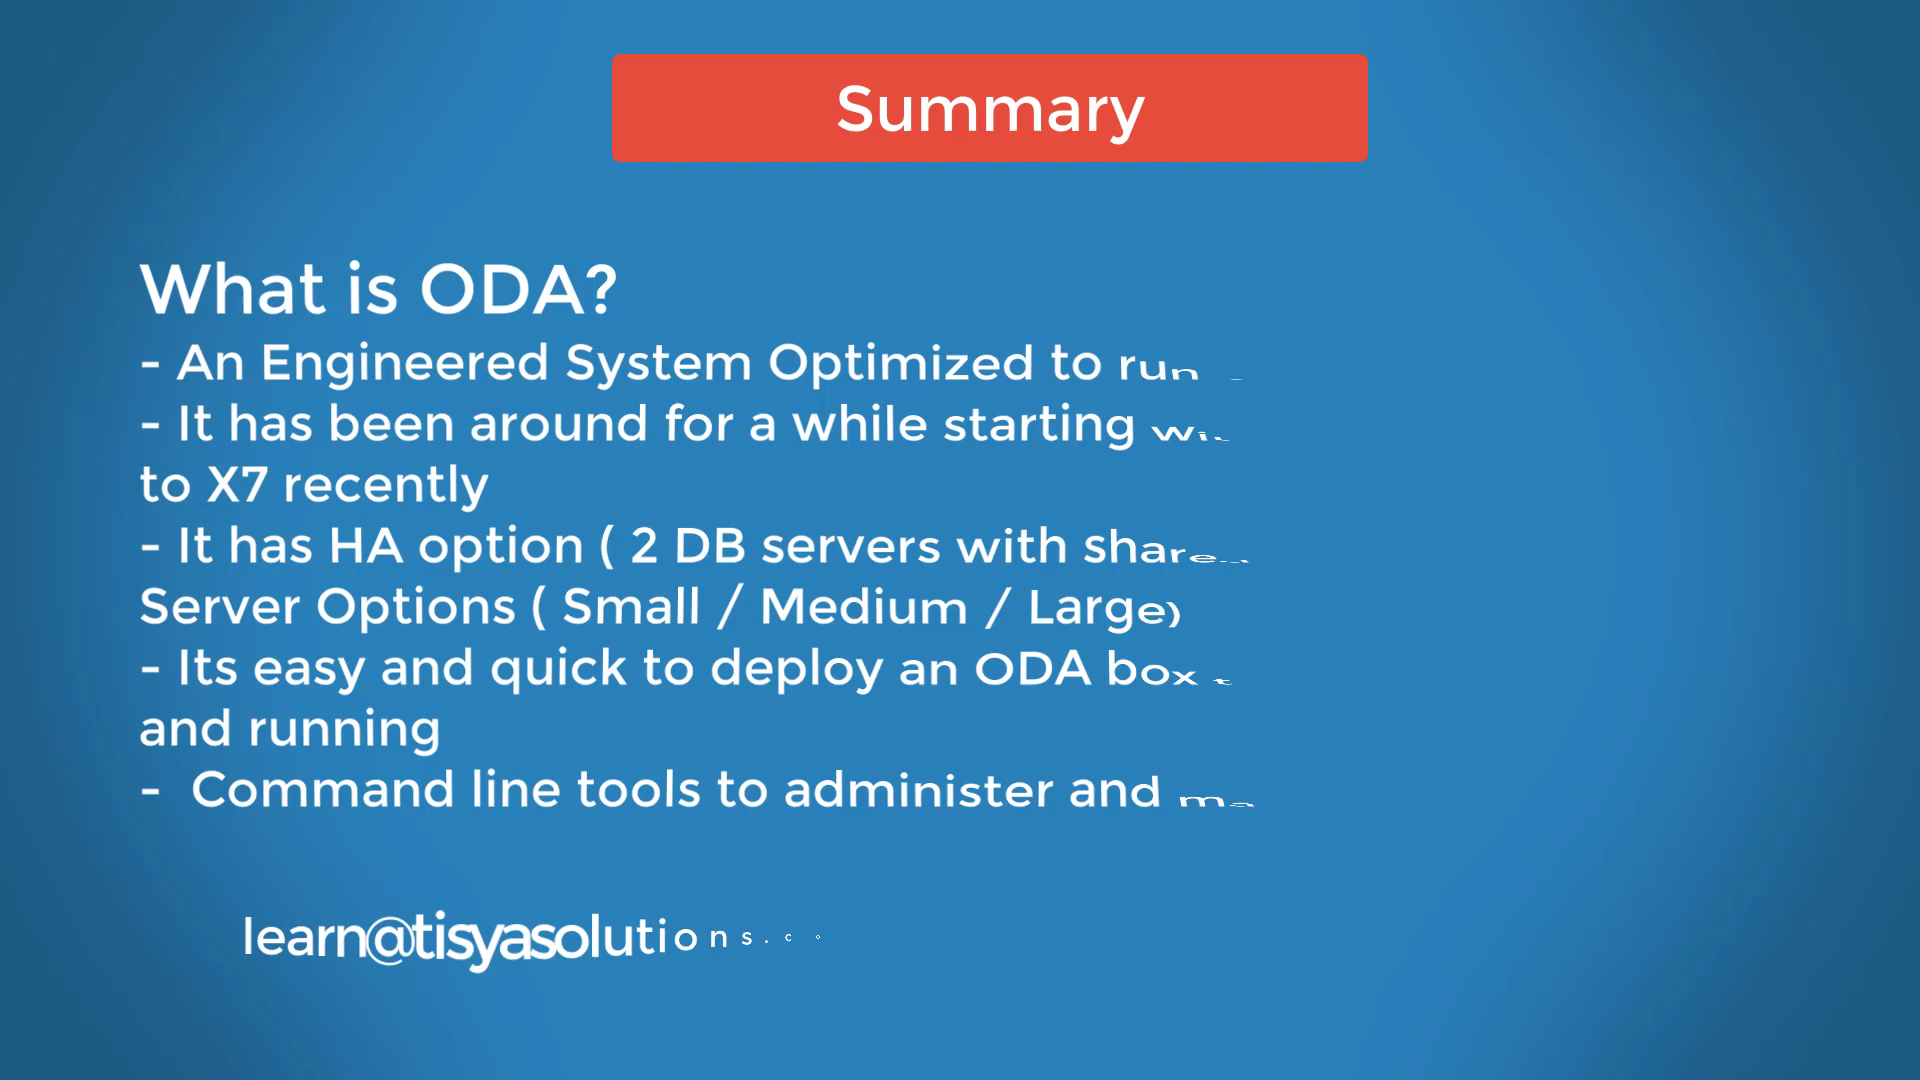 Summary
What is ODA?
- An Engineered System Optimized to run
- It has been around for a while starting
to X7 recently
- It has HA option ( 2 DB servers with
Server Options ( Small / Medium / Large)
- Its easy and quick to deploy an ODA box
and running
- Command line tools to administer and
learn@tisyasolutions.co